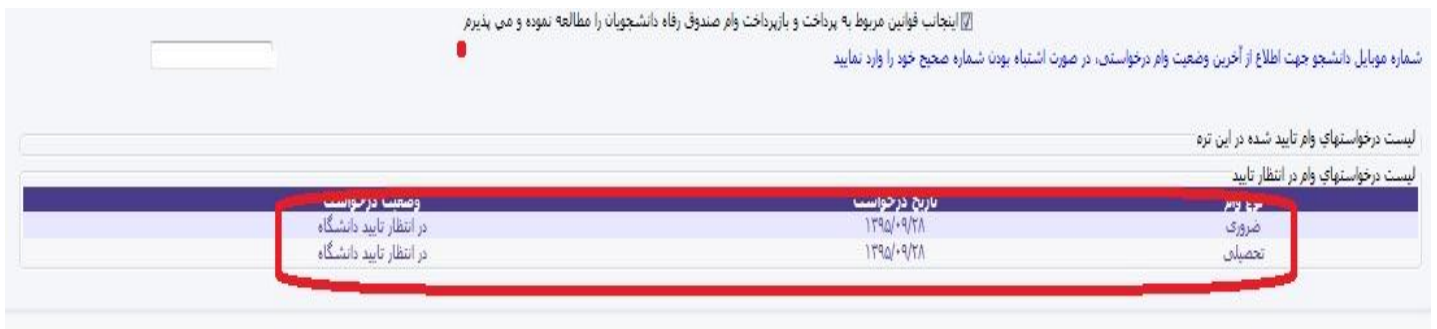 اینجانب قوانین مربوط به پرداخت و بازپرداخت وام صندوق رفاه دانشجویان را مطالعه نموده و می پذیرم
شماره موبایل دانشجو جهت اطلاع از آخرین وضعیت وام درخواستی، در صورت اشتباه بودن شماره صحیح خود را وارد نمایید
لیست درخواستهای وام تایید شده در این ترم
لیست درخواستهای وام در انتظار تایید
نوع وام تاریخ درخواست وضعیت درخواست
ضروری ۱۳۹۵/۰۹/۲۸ در انتظار تایید دانشگاه
تحصیلی ۱۳۹۵/۰۹/۲۸ در انتظار تایید دانشگاه